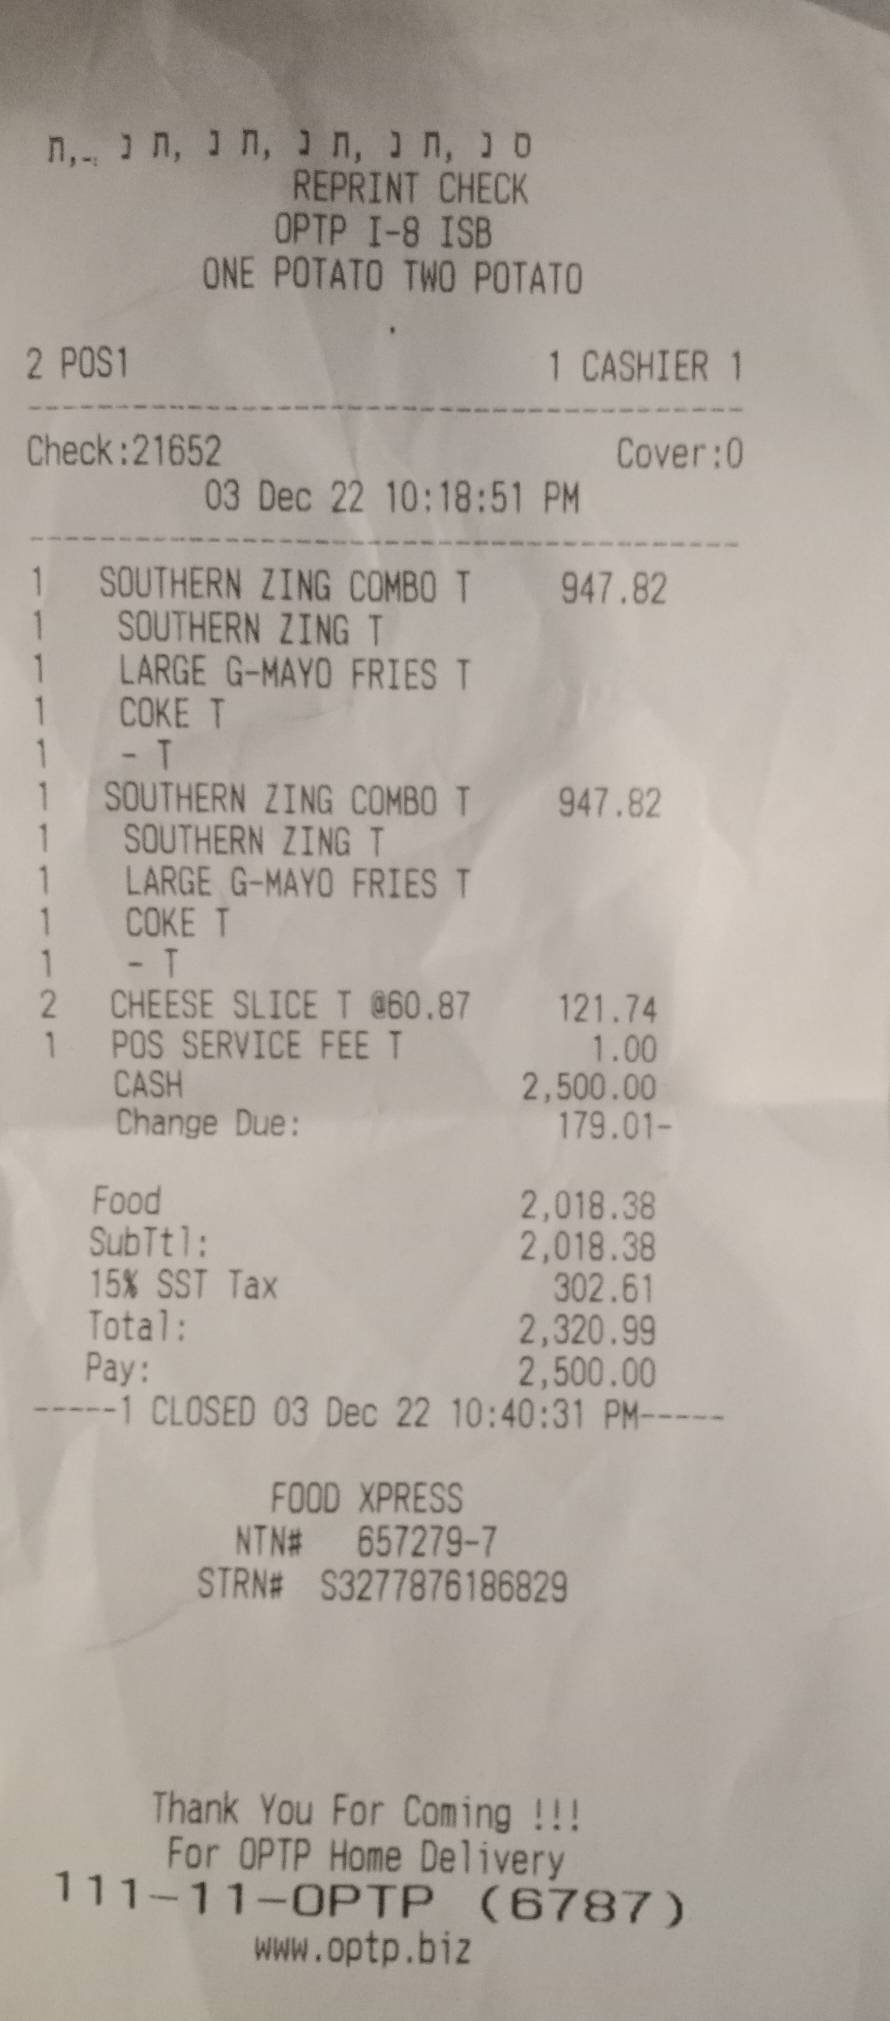 ת,-: נ ת, נ ת, נ ת, נ ת, נ ס
REPRINT CHECK
OPTP I-8 ISB
ONE POTATO TWO POTATO
.
2 POS1 1 CASHIER 1
Check:21652 Cover:0
03 Dec 22 10:18:51 PM
1 SOUTHERN ZING COMBO T 947.82
1 SOUTHERN ZING T
1 LARGE G-MAYO FRIES T
1 COKE T
1 - T
1 SOUTHERN ZING COMBO T 947.82
1 SOUTHERN ZING T
1 LARGE G-MAYO FRIES T
1 COKE T
1 - T
2 CHEESE SLICE T @60.87 121.74
1 POS SERVICE FEE T 1.00
CASH 2,500.00
Change Due: 179.01-
Food 2,018.38
SubTtl: 2,018.38
15% SST Tax 302.61
Total: 2,320.99
Pay: 2,500.00
-----1 CLOSED 03 Dec 22 10:40:31 PM-----
FOOD XPRESS
NTN# 657279-7
STRN# S3277876186829
Thank You For Coming !!!
For OPTP Home Delivery
111-11-OPTP (6787)
www.optp.biz